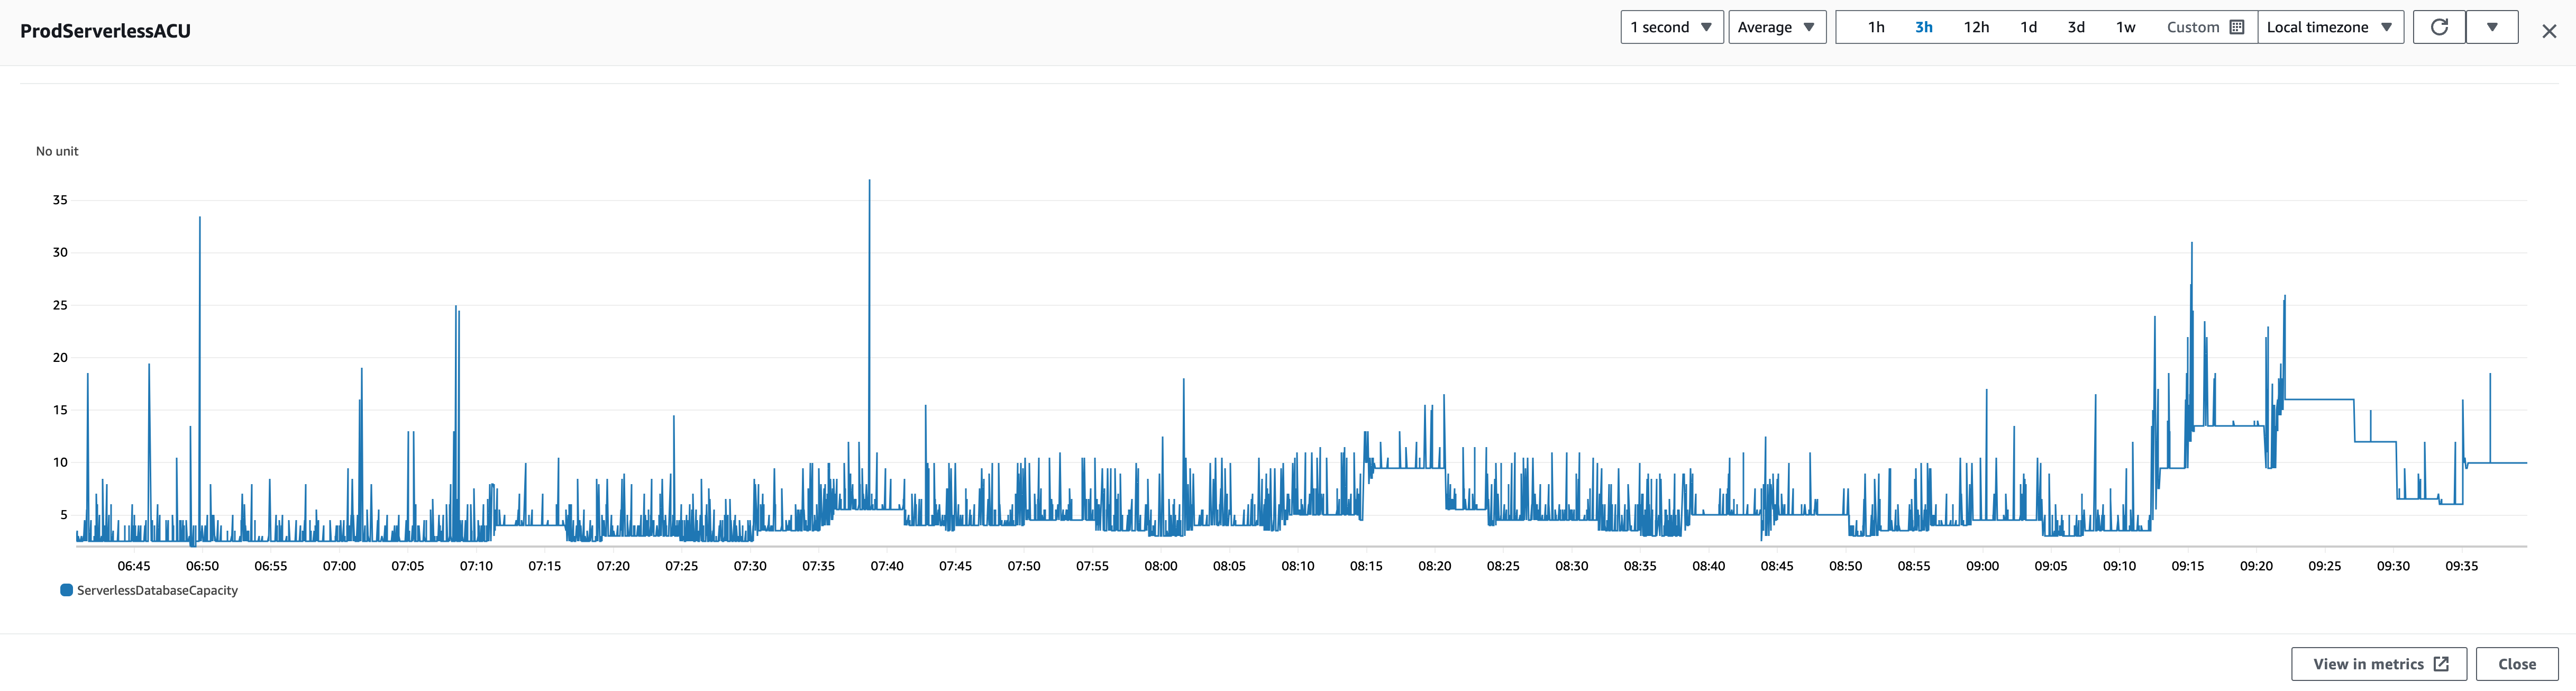 ProdServerlessACU
1 second Average 1h 3h 12h 1d 3d 1w Custom Local timezone
No unit
35
30
25
20
15
10
5
06:45 06:50 06:55 07:00 07:05 07:10 07:15 07:20 07:25 07:30 07:35 07:40 07:45 07:50 07:55 08:00 08:05 08:10 08:15 08:20 08:25 08:30 08:35 08:40 08:45 08:50 08:55 09:00 09:05 09:10 09:15 09:20 09:25 09:30 09:35
ServerlessDatabaseCapacity
View in metrics Close